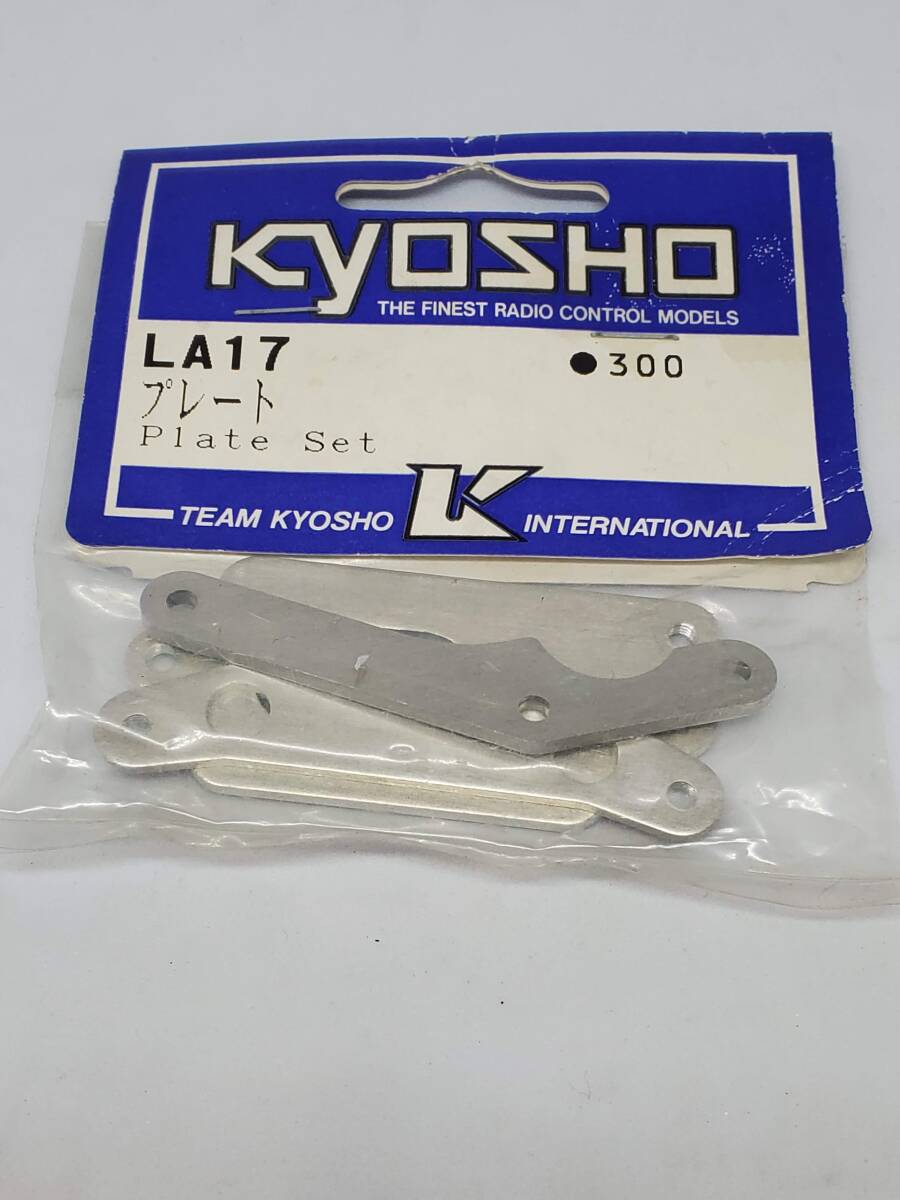 KYOSHO
THE FINEST RADIO CONTROL MODELS
LA17 ●300
プレート
Plate Set
TEAM KYOSHO K INTERNATIONAL